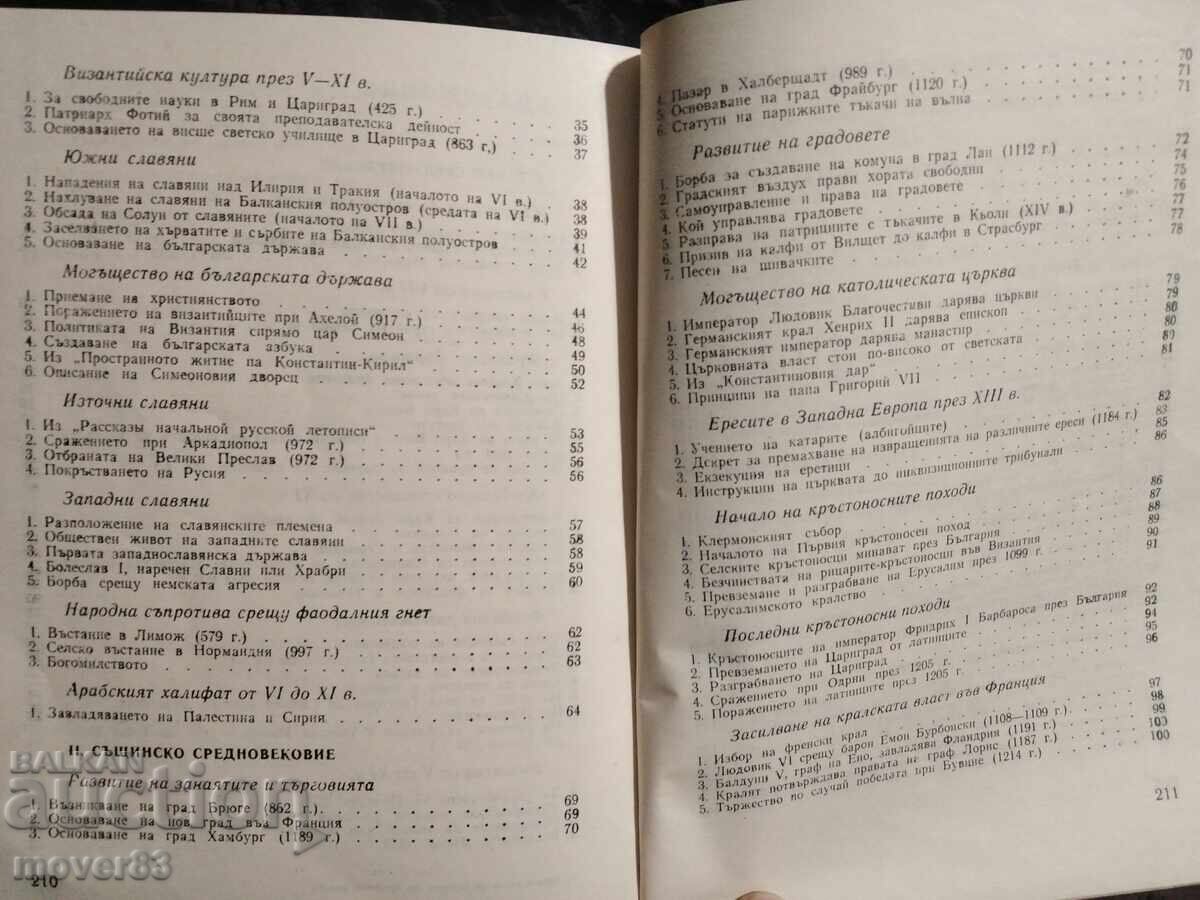 Византийска култура през V—XI в.
1. За свободните науки в Рим и Цариград (425 г.) 35
2. Патриарх Фотий за своята преподавателска дейност 36
3. Основаването на висше светско училище в Цариград (863 г.) 37
Южни славяни
1. Нападения на славяни над Илирия и Тракия (началото на VI в.) 38
2. Нахлуване на славяни на Балканския полуостров (средата на VI в.) 38
3. Обсада на Солун от славяните (началото на VII в.) 39
4. Заселването на хърватите и сърбите на Балканския полуостров 41
5. Основаване на българската държава 42
Могъщество на българската държава
1. Приемане на християнството 44
2. Поражението на византийците при Ахелой (917 г.) 46
3. Политиката на Византия спрямо цар Симеон 48
4. Създаване на българската азбука 49
5. Из „Пространното житие па Константин-Кирил“ 50
6. Описание на Симеоновия дворец 52
Източни славяни
1. Из „Рассказы начальной русской летописи“ 53
2. Сражението при Аркадиопол (972 г.) 55
3. Отбраната на Велики Преслав (972 г.) 56
4. Покръстването на Русия 56
Западни славяни
1. Разположение на славянските племена 57
2. Обществен живот на западните славяни 58
3. Първата западнославянска държава 58
4. Болеслав I, наречен Славни или Храбри 59
5. Борба срещу немската агресия 60
Народна съпротива срещу фаодалния гнет
1. Въстание в Лимож (579 г.) 62
2. Селско въстание в Нормандия (997 г.) 62
3. Богомилството 63
Арабският халифат от VI до XI в.
1. Завладяването на Палестина и Сирия 64
II. СЪЩИНСКО СРЕДНОВЕКОВИЕ
Развитие на занаятите и търговията
1. Възникване на град Брюге (862 г.) 69
2. Основаване на нов град във Франция 69
3. Основаване на град Хамбург (1189 г.) 70
210
4. Пазар в Халберщадт (989 г.) 70
5. Основаване на град Фрайбург (1120 г.) 71
6. Статути на парижките тъкачи на вълна 71
Развитие на градовете
1. Борба за създаване на комуна в град Лан (1112 г.) 72
2. Градският въздух прави хората свободни 74
3. Самоуправление и права на градовете 75
4. Кой управлява градовете 76
5. Разправа на патрициите с тъкачите в Кьолн (XIV в.) 77
6. Призив на калфи от Вилщет до калфи в Страсбург 77
7. Песен на шивачките 78
Могъщество на католическата църква
1. Император Людовик Благочестиви дарява църкви 79
2. Германският крал Хенрих II дарява епископ 79
3. Германският император дарява манастир 80
4. Църковната власт стои по-високо от светската 80
5. Из „Константиновия дар“ 80
6. Принципи на папа Григорий VII 81
Ересите в Западна Европа през XIII в.
1. Учението на катарите (албигойците) 82
2. Декрет за премахване на извращенията на различните ереси (1184 г.) 83
3. Екзекуция на еретици 85
4. Инструкции на църквата до инквизиционните трибунали 86
Начало на кръстоносните походи
1. Клермонският събор 86
2. Началото на Първия кръстоносен поход 87
3. Селските кръстоносци минават през България 88
4. Безчинствата на рицарите-кръстоносци във Византия 89
5. Превземане и разграбване на Ерусалим през 1099 г. 90
6. Ерусалимското кралство 91
Последни кръстоносни походи
1. Кръстоносците на император Фридрих I Барбароса през България 92
2. Превземането на Цариград от латинците 92
3. Разграбването на Цариград 94
4. Сражението при Одрин през 1205 г. 95
5. Поражението на латинците през 1205 г. 96
Засилване на кралската власт във Франция
1. Избор на френски крал 97
2. Людовик VI срещу барон Емон Бурбонски (1108—1109 г.) 98
3. Балдуин V, граф на Ено, завладява Фландрия (1191 г.) 99
4. Кралят потвърждава правата на граф Лорис (1187 г.) 100
5. Тържество по случай победата при Бувине (1214 г.) 100
211
BALKAN
auction
mover83